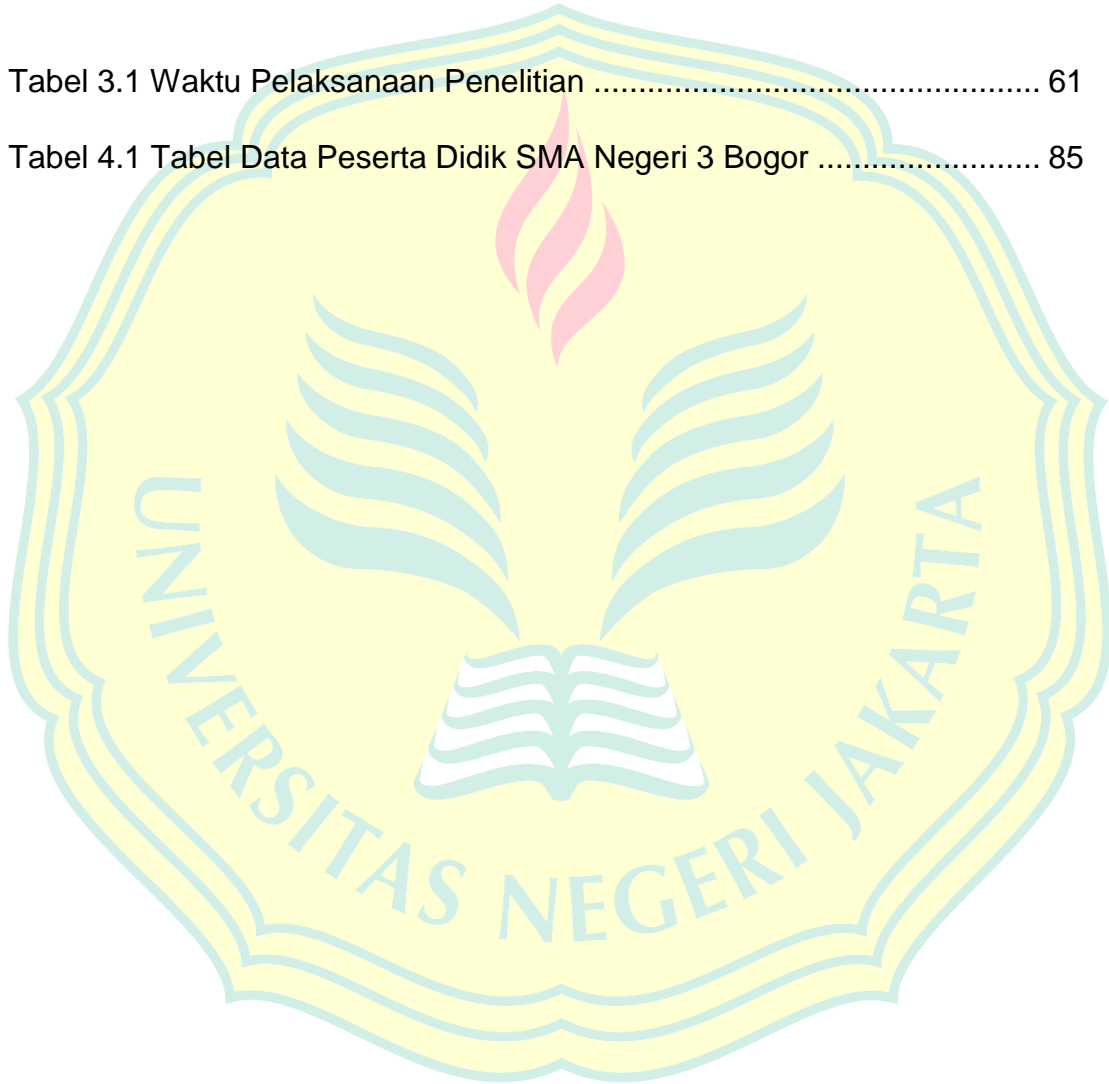 Tabel 3.1 Waktu Pelaksanaan Penelitian .................................................. 61
Tabel 4.1 Tabel Data Peserta Didik SMA Negeri 3 Bogor ......................... 85
UNIVERSITAS NEGERI JAKARTA